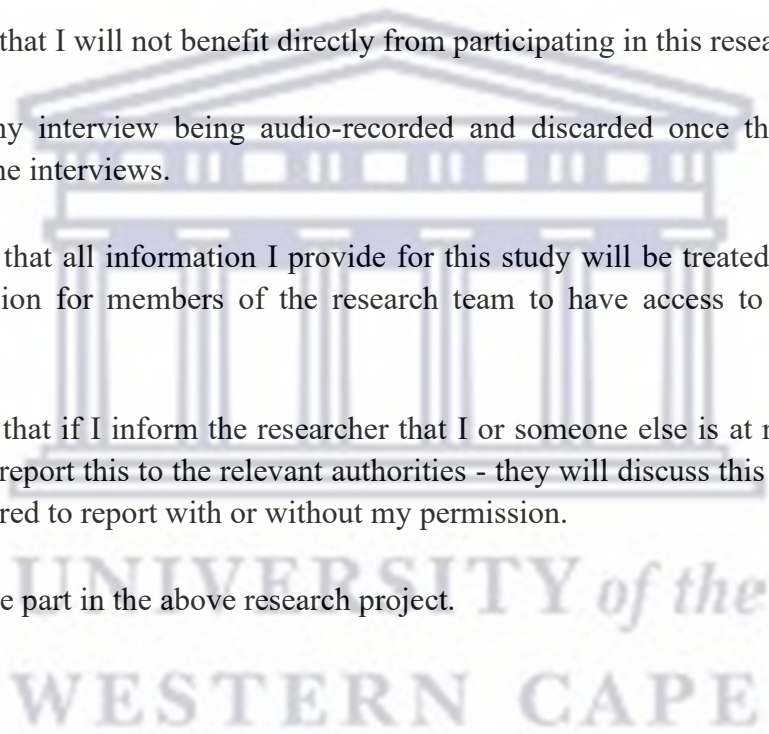 that I will not benefit directly from participating in this resea
ny interview being audio-recorded and discarded once th
ne interviews.
that all information I provide for this study will be treated
ion for members of the research team to have access to
that if I inform the researcher that I or someone else is at r
report this to the relevant authorities - they will discuss this
red to report with or without my permission.
e part in the above research project.
UNIVERSITY of the
WESTERN CAPE